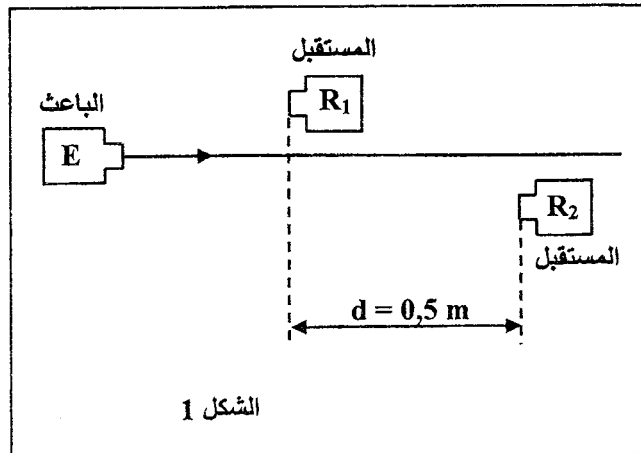 المستقبل
R₁
الباعث
E
R₂
المستقبل
d = 0,5 m
الشكل 1